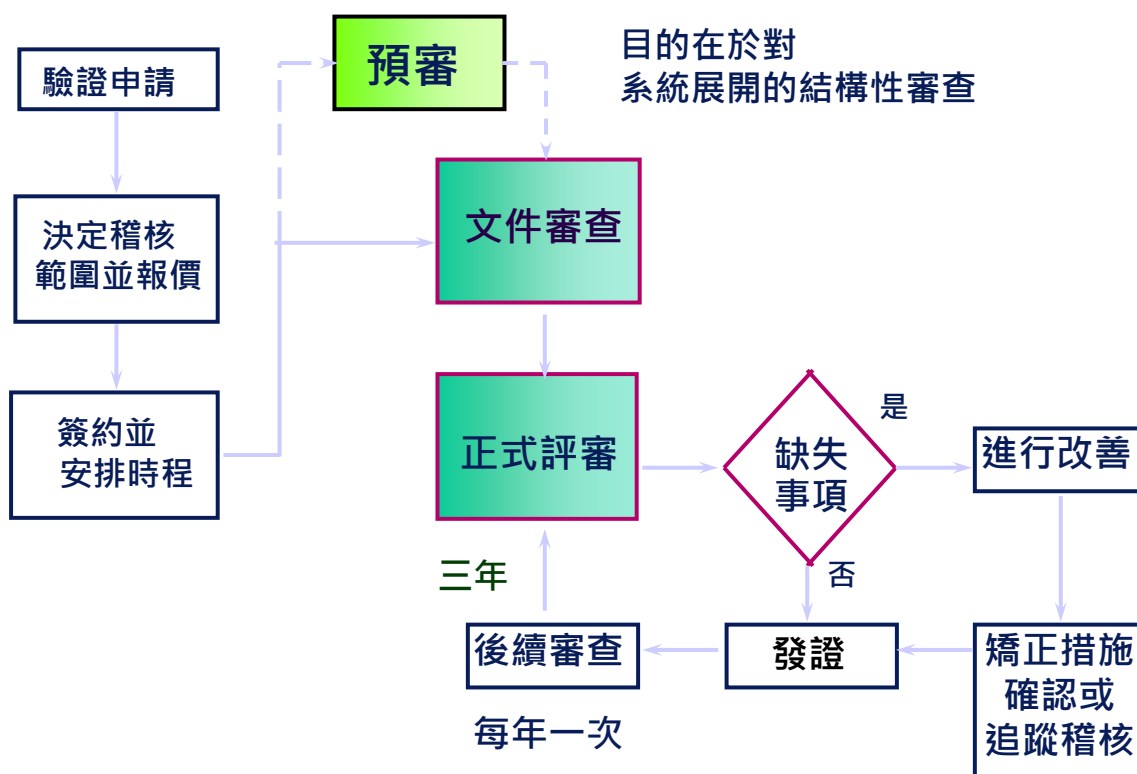 驗證申請
決定稽核
範圍並報價
簽約並
安排時程
預審
目的在於對
系統展開的結構性審查
文件審查
正式評審
缺失
事項
是
否
進行改善
矯正措施
確認或
追蹤稽核
發證
後續審查
每年一次
三年